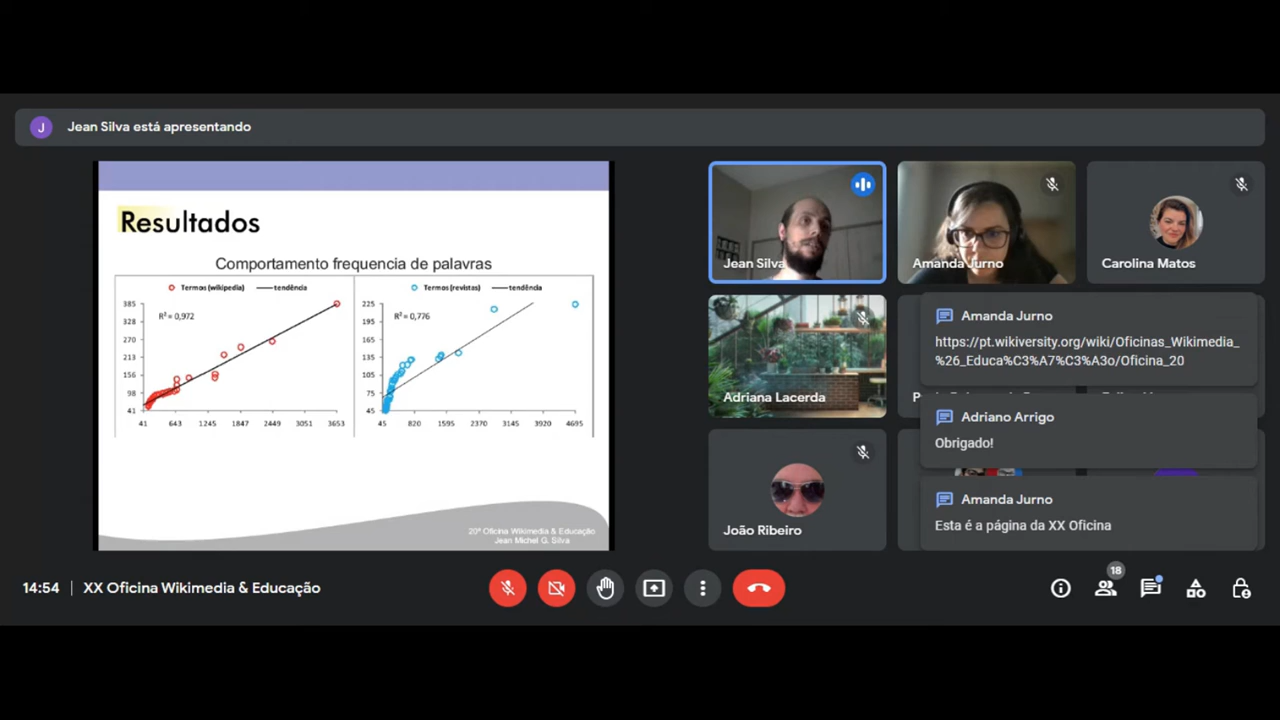 J
Jean Silva está apresentando
Resultados
Comportamento frequencia de palavras
Termos (wikipedia) tendência
R² = 0,972
385
328
270
213
156
98
41
41 643 1245 1847 2449 3051 3653
Termos (revistas) tendência
R² = 0,776
225
195
165
135
105
75
45
45 820 1595 2370 3145 3920 4695
20ª Oficina Wikimedia & Educação
Jean Michel G. Silva
Jean Silva
Amanda Jurno
Carolina Matos
Adriana Lacerda
João Ribeiro
Amanda Jurno
https://pt.wikiversity.org/wiki/Oficinas_Wikimedia_
%26_Educa%C3%A7%C3%A3o/Oficina_20
Adriano Arrigo
Obrigado!
Amanda Jurno
Esta é a página da XX Oficina
14:54 | XX Oficina Wikimedia & Educação
18